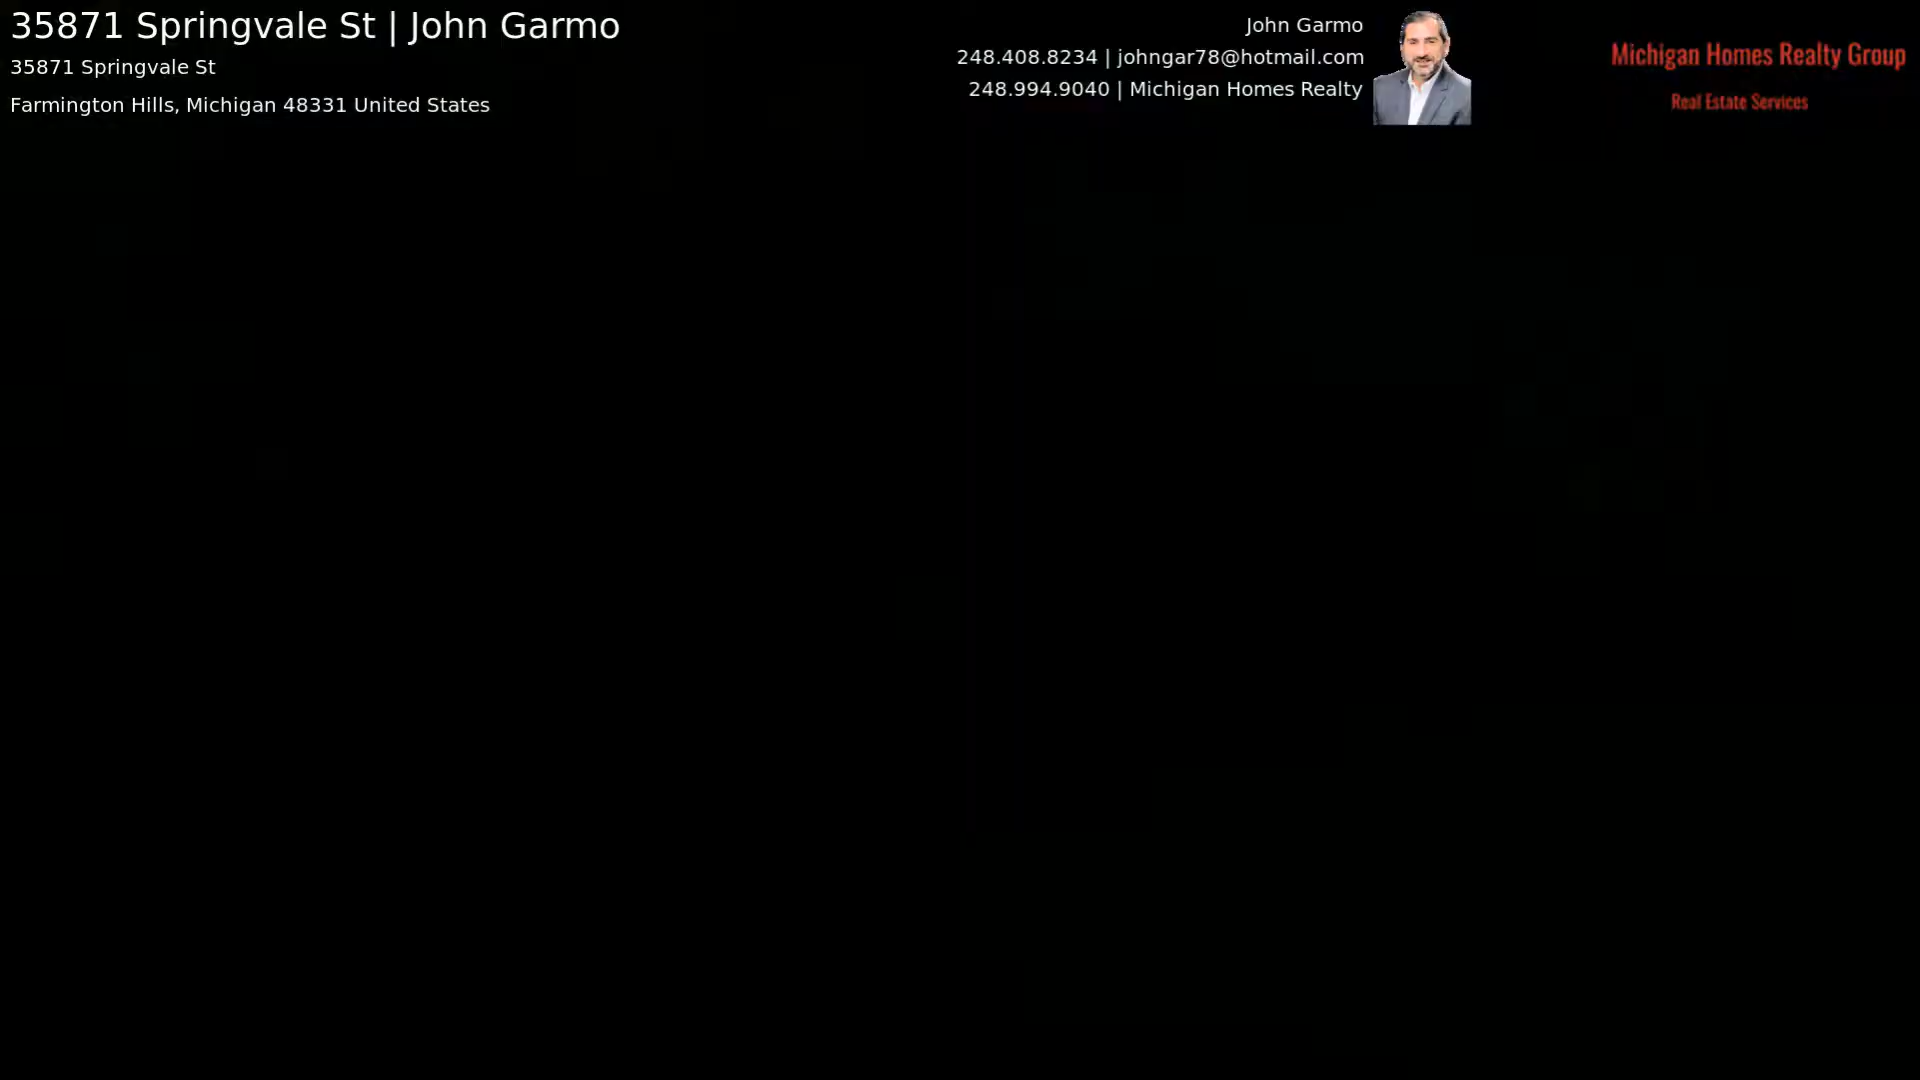 35871 Springvale St | John Garmo
35871 Springvale St
Farmington Hills, Michigan 48331 United States
John Garmo
248.408.8234 | johngar78@hotmail.com
248.994.9040 | Michigan Homes Realty
Michigan Homes Realty Group
Real Estate Services